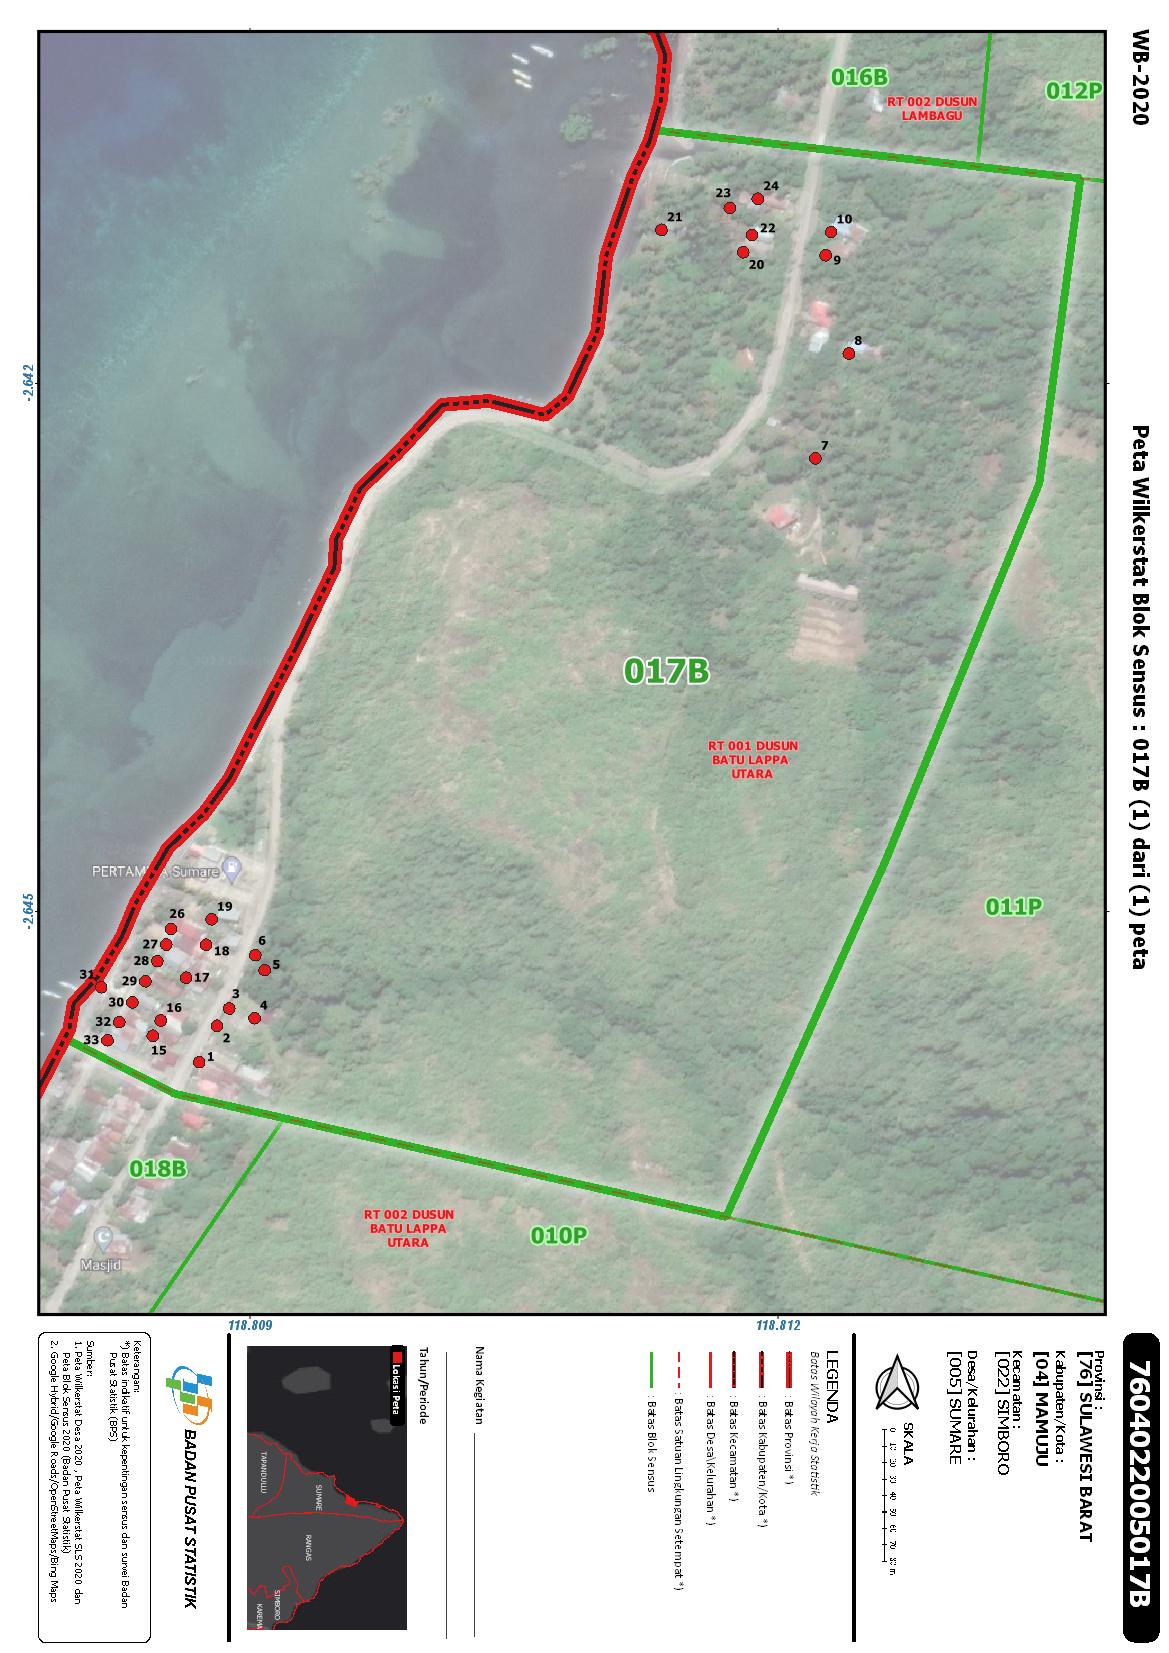 WB-2020
Peta Wilkerstat Blok Sensus : 017B (1) dari (1) peta
016B
012P
RT 002 DUSUN
LAMBAGU
24
23
21
22
20
10
9
8
7
-2.642
017B
RT 001 DUSUN
BATU LAPPA
UTARA
011P
PERTAMINA Sumare
-2.645
26
19
27
18
28
6
5
31
29
17
30
3
4
32
16
33
15
2
1
018B
RT 002 DUSUN
BATU LAPPA
UTARA
010P
Masjid
118.809
118.812
7604022005017B
Provinsi :
[76] SULAWESI BARAT
Kabupaten/Kota :
[04] MAMUJU
Kecamatan :
[022] SIMBORO
Desa/Kelurahan :
[005] SUMARE
SKALA
0 10 20 30 40 50 60 70 80 m
LEGENDA
Batas Wilayah Kerja Statistik
: Batas Provinsi *)
: Batas Kabupaten/Kota *)
: Batas Kecamatan *)
: Batas Desa\Kelurahan *)
: Batas Satuan Lingkungan Setempat *)
: Batas Blok Sensus
Nama Kegiatan
Tahun/Periode
Lokasi Peta
TAPANDULLU
SUMARE
RANGAS
SIMBORO
KAREMA
BADAN PUSAT STATISTIK
Keterangan:
*) Batas indikatif untuk kepentingan sensus dan survei Badan
Pusat Statistik (BPS)
Sumber:
1. Peta Wilkerstat Desa 2020 , Peta Wilkerstat SLS 2020 dan
Peta Blok Sensus 2020 (Badan Pusat Statistik)
2. Google Hybrid/Google Roads/OpenStreetMaps/Bing Maps